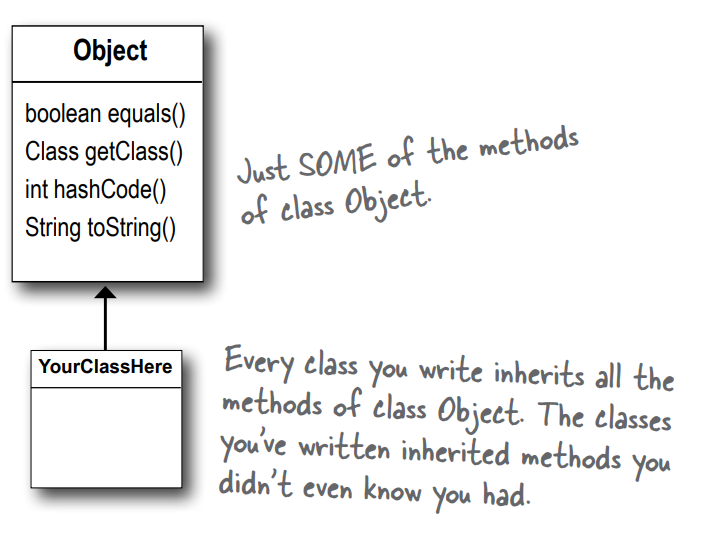 Object
boolean equals()
Class getClass()
int hashCode()
String toString()
Just SOME of the methods
of class Object.
YourClassHere
Every class you write inherits all the
methods of class Object. The classes
you've written inherited methods you
didn't even know you had.